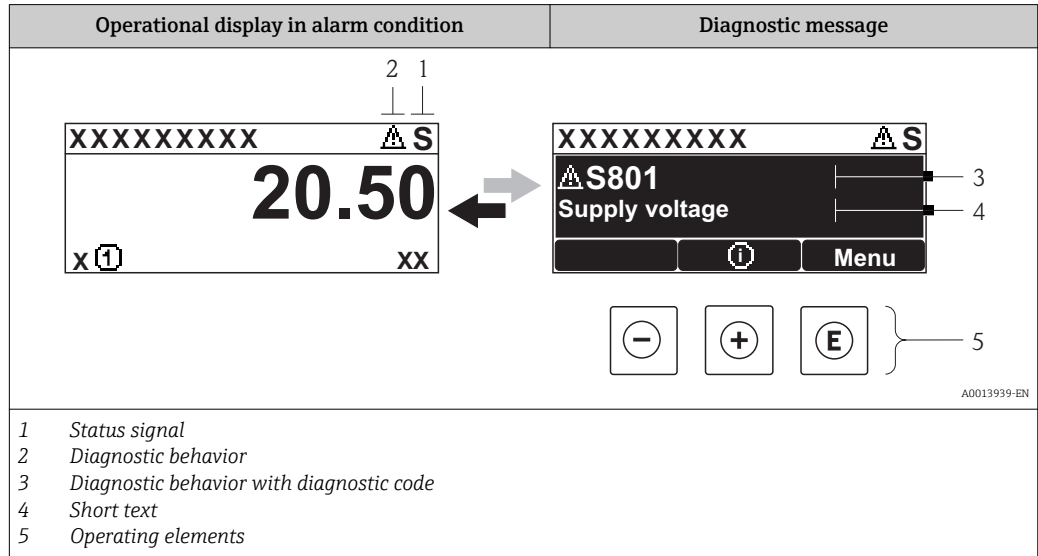 Operational display in alarm condition
Diagnostic message
2 1
XXXXXXXXX ⚠ S
20.50
x ① XX
XXXXXXXXX ⚠ S
⚠S801
Supply voltage
ⓘ Menu
3
4
- + E
5
A0013939-EN
1 Status signal
2 Diagnostic behavior
3 Diagnostic behavior with diagnostic code
4 Short text
5 Operating elements